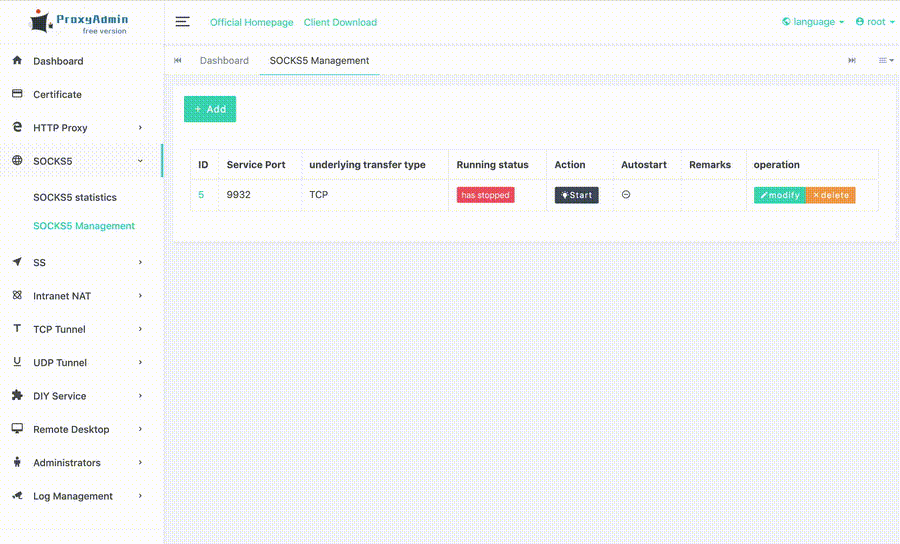 ProxyAdmin
free version
Official Homepage Client Download
language root
Dashboard
Certificate
HTTP Proxy
SOCKS5
SOCKS5 statistics
SOCKS5 Management
SS
Intranet NAT
TCP Tunnel
UDP Tunnel
DIY Service
Remote Desktop
Administrators
Log Management
Dashboard SOCKS5 Management
+ Add
ID Service Port underlying transfer type Running status Action Autostart Remarks operation
5 9932 TCP has stopped Start modify delete